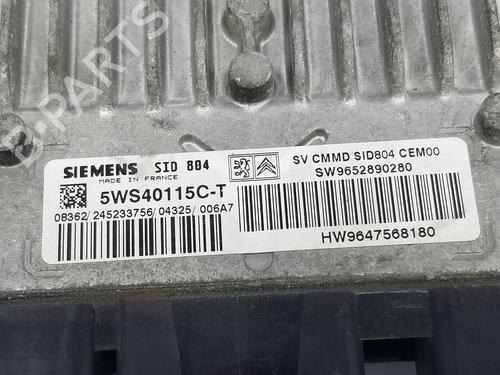 B-PARTS
SIEMENS SID 804
MADE IN FRANCE
5WS40115C-T
08362/245233756/04325/006A7
SV CMMD SID804 CEM00
SW9652890280
HW9647568180